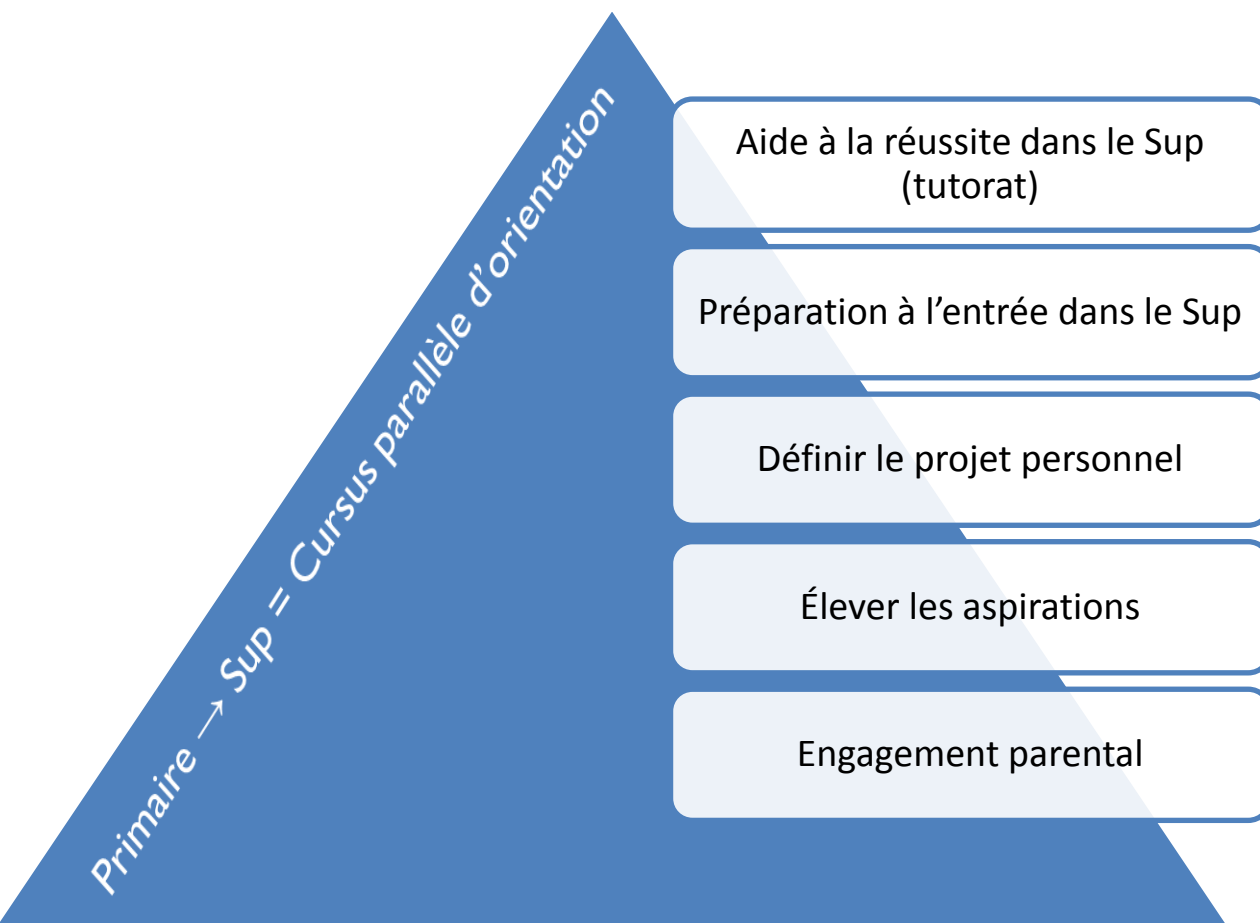 Primaire → Sup = Cursus parallèle d'orientation
Aide à la réussite dans le Sup
(tutorat)
Préparation à l’entrée dans le Sup
Définir le projet personnel
Élever les aspirations
Engagement parental